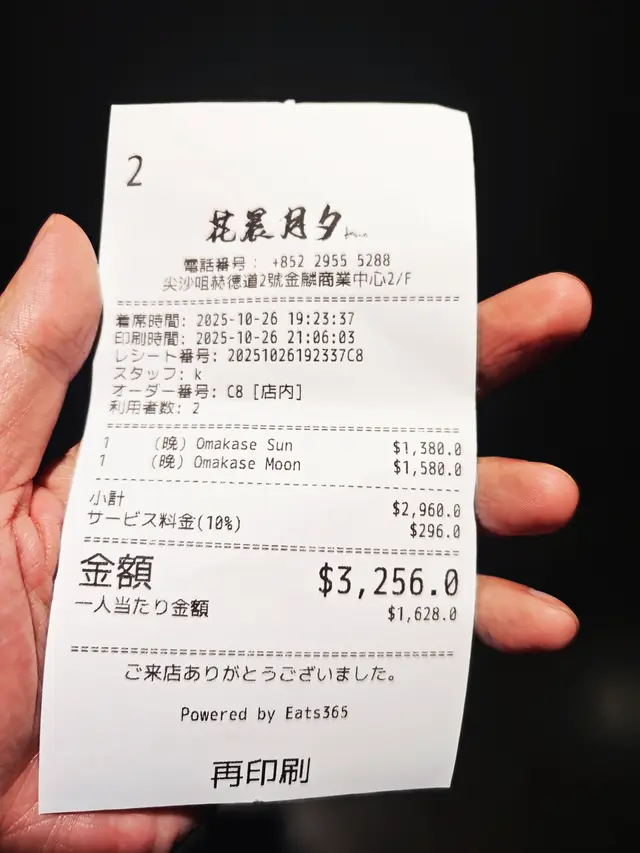 2
花晨月夕
電話番号: +852 2955 5288
尖沙咀赫德道2號金麟商業中心2/F
着席時間: 2025-10-26 19:23:37
印刷時間: 2025-10-26 21:06:03
レシート番号: 20251026192337C8
スタッフ: k
オーダー番号: C8 [店内]
利用者数: 2
1 (晚) Omakase Sun $1,380.0
1 (晚) Omakase Moon $1,580.0
小計 $2,960.0
サービス料金(10%) $296.0
金額 $3,256.0
一人当たり金額 $1,628.0
ご来店ありがとうございました。
Powered by Eats365
再印刷